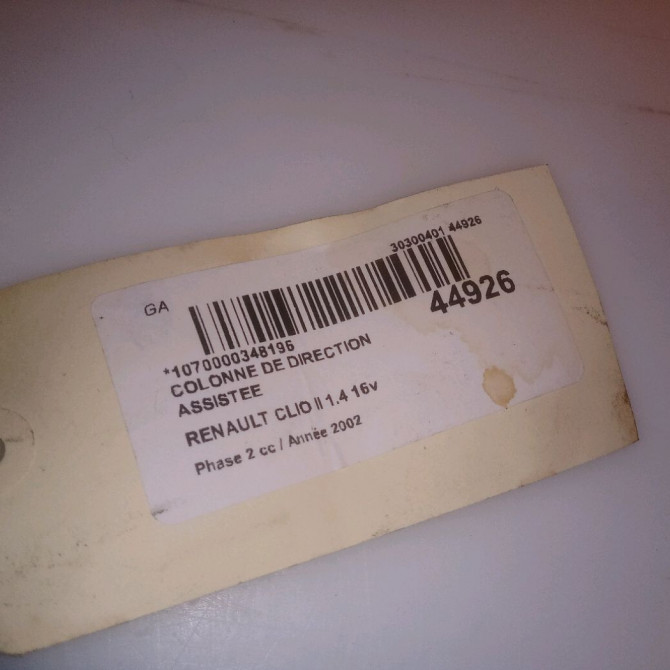 GA
30300401 44926
44926
*1070000348196
COLONNE DE DIRECTION
ASSISTEE
RENAULT CLIO II 1.4 16v
Phase 2 cc / Année 2002